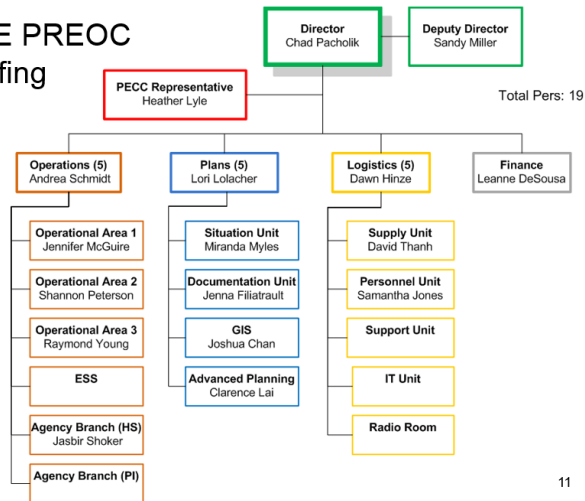 E PREOC
fing
Director
Chad Pacholik
Deputy Director
Sandy Miller
PECC Representative
Heather Lyle
Total Pers: 19
Operations (5)
Andrea Schmidt
Plans (5)
Lori Lolacher
Logistics (5)
Dawn Hinze
Finance
Leanne DeSousa
Operational Area 1
Jennifer McGuire
Operational Area 2
Shannon Peterson
Operational Area 3
Raymond Young
ESS
Agency Branch (HS)
Jasbir Shoker
Agency Branch (PI)
Situation Unit
Miranda Myles
Documentation Unit
Jenna Filiatrault
GIS
Joshua Chan
Advanced Planning
Clarence Lai
Supply Unit
David Thanh
Personnel Unit
Samantha Jones
Support Unit
IT Unit
Radio Room
11